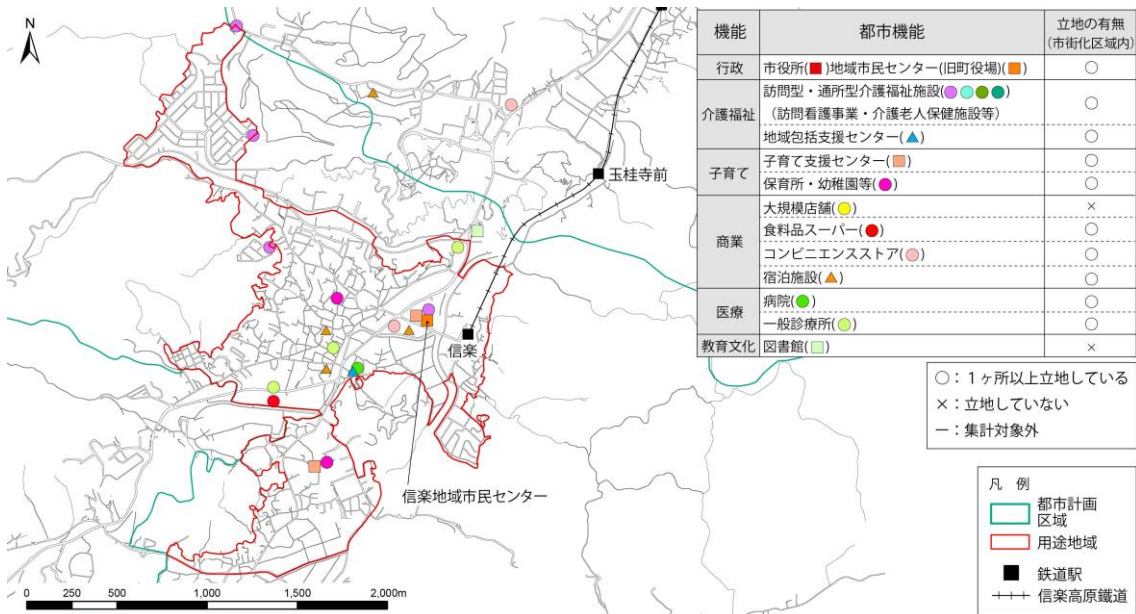 N
玉桂寺前
信楽
信楽地域市民センター
0 250 500 1,000 1,500 2,000m
機能 都市機能 立地の有無
(市街化区域内)
行政 市役所(■)地域市民センター(旧町役場)(■) ○
介護福祉 訪問型・通所型介護福祉施設(●●●●) ○
(訪問看護事業・介護老人保健施設等)
地域包括支援センター(▲) ○
子育て 子育て支援センター(■) ○
保育所・幼稚園等(●) ○
商業 大規模店舗(●) ×
食料品スーパー(●) ○
コンビニエンスストア(●) ○
宿泊施設(▲) ○
医療 病院(●) ○
一般診療所(●) ○
教育文化 図書館(■) ×
○：１ヶ所以上立地している
×：立地していない
ー：集計対象外
凡 例
都市計画
区域
用途地域
鉄道駅
信楽高原鐵道